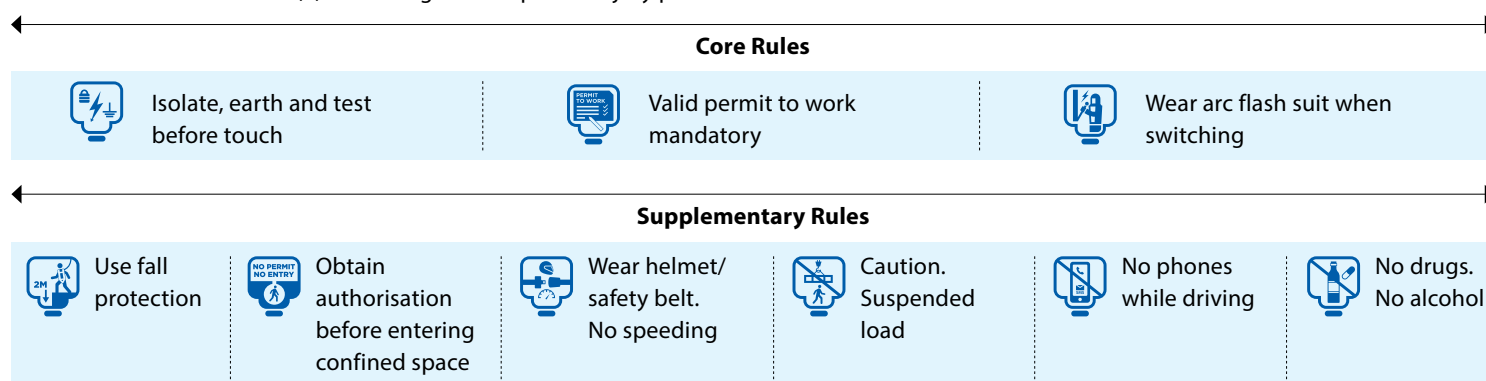 Core Rules
Isolate, earth and test
before touch
PERMIT
TO WORK
Valid permit to work
mandatory
Wear arc flash suit when
switching
Supplementary Rules
2M
Use fall
protection
NO PERMIT
NO ENTRY
Obtain
authorisation
before entering
confined space
Wear helmet/
safety belt.
No speeding
Caution.
Suspended
load
No phones
while driving
No drugs.
No alcohol